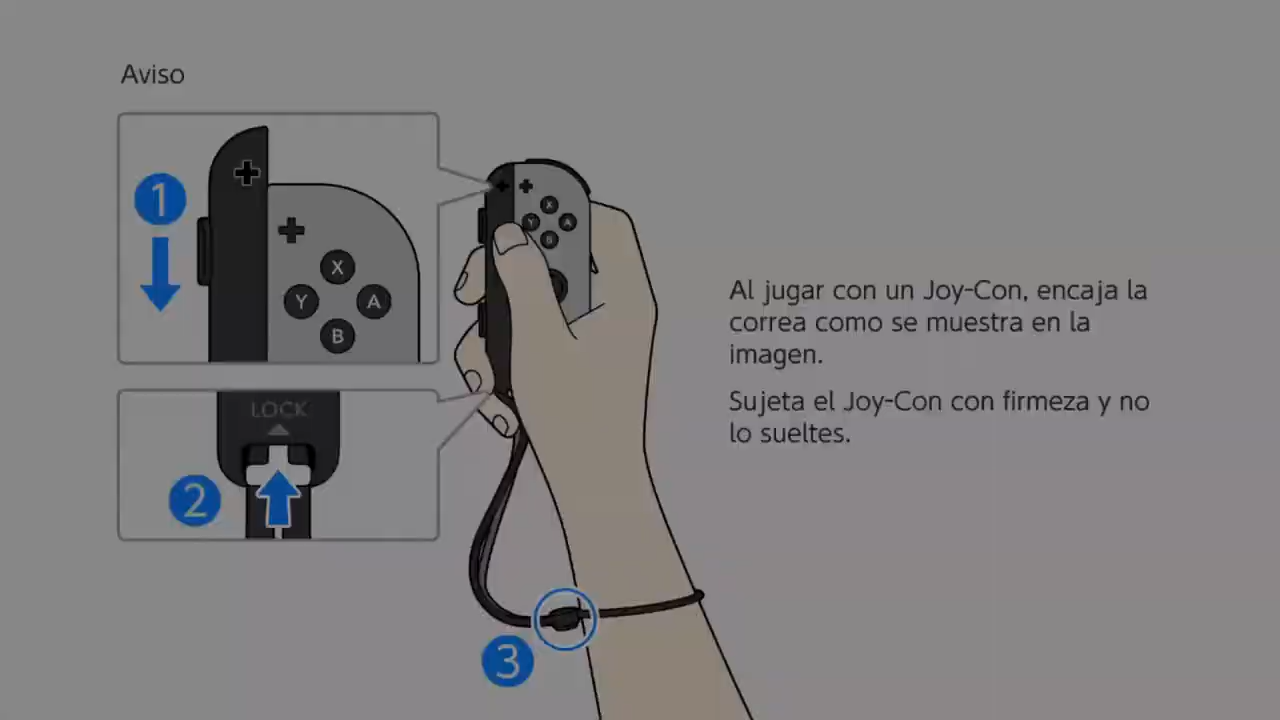 Aviso
1
X
Y
A
B
X
Y
A
B
LOCK
2
3
Al jugar con un Joy-Con, encaja la
correa como se muestra en la
imagen.
Sujeta el Joy-Con con firmeza y no
lo sueltes.